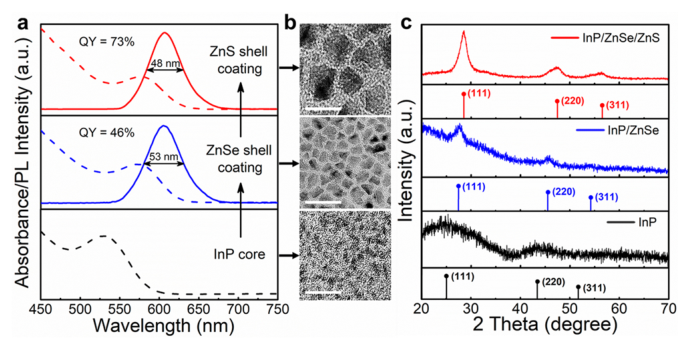 a
b
c
QY = 73%
48 nm
ZnS shell
coating
QY = 46%
53 nm
ZnSe shell
coating
InP core
Absorbance/PL Intensity (a.u.)
450 500 550 600 650 700 750
Wavelength (nm)
InP/ZnSe/ZnS
(111)
(220)
(311)
InP/ZnSe
(111)
(220)
(311)
InP
(111)
(220)
(311)
Intensity (a.u.)
20 30 40 50 60 70
2 Theta (degree)